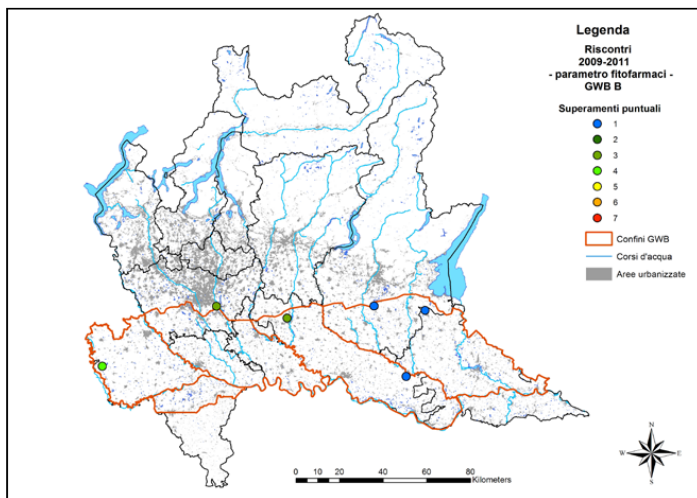 Legenda
Riscontri
2009-2011
- parametro fitofarmaci -
GWB B
Superamenti puntuali
1
2
3
4
5
6
7
Confini GWB
Corsi d'acqua
Aree urbanizzate
N
W E
S
0 10 20 40 60 80
Kilometers